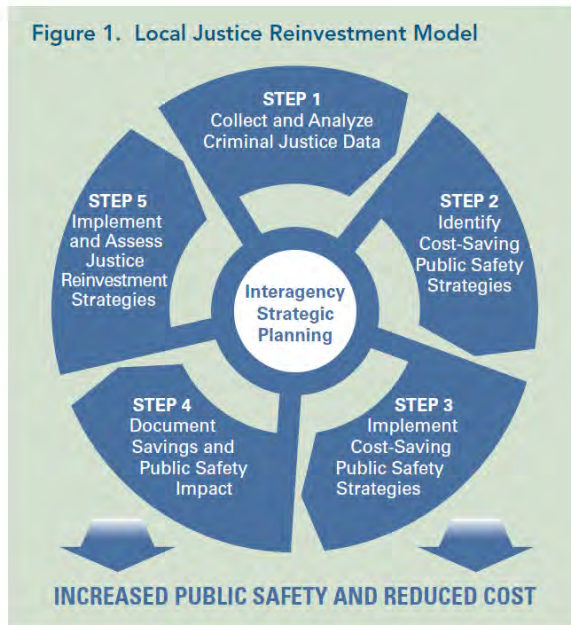 Figure 1. Local Justice Reinvestment Model
STEP 1
Collect and Analyze
Criminal Justice Data
STEP 2
Identify
Cost-Saving
Public Safety
Strategies
STEP 3
Implement
Cost-Saving
Public Safety
Strategies
STEP 4
Document
Savings and
Public Safety
Impact
STEP 5
Implement
and Assess
Justice
Reinvestment
Strategies
Interagency
Strategic
Planning
INCREASED PUBLIC SAFETY AND REDUCED COST